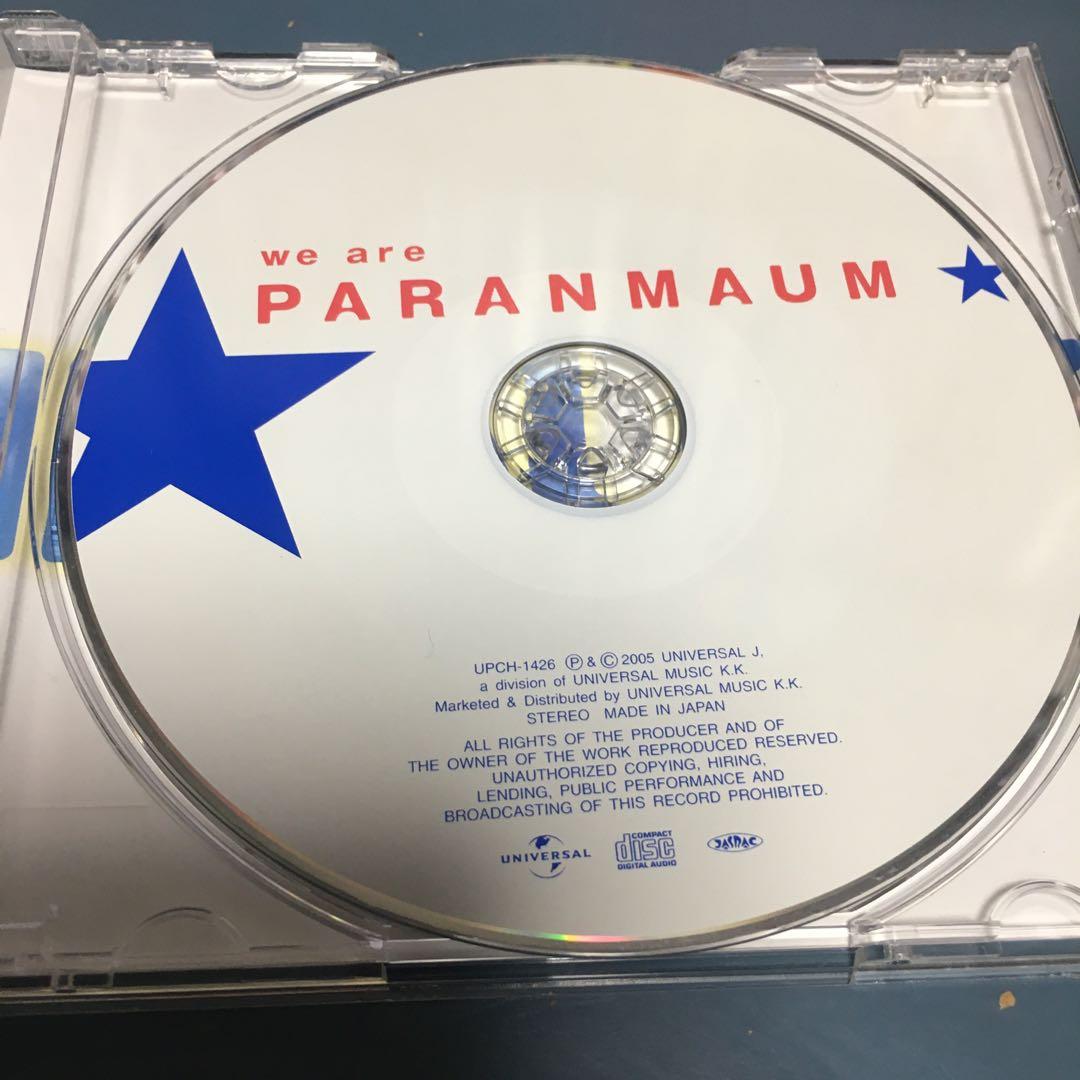 we are
PARANMAUM
UPCH-1426 Ⓟ & Ⓒ 2005 UNIVERSAL J,
a division of UNIVERSAL MUSIC K.K.
Marketed & Distributed by UNIVERSAL MUSIC K.K.
STEREO MADE IN JAPAN
ALL RIGHTS OF THE PRODUCER AND OF
THE OWNER OF THE WORK REPRODUCED RESERVED.
UNAUTHORIZED COPYING, HIRING,
LENDING, PUBLIC PERFORMANCE AND
BROADCASTING OF THIS RECORD PROHIBITED.
UNIVERSAL
COMPACT
disc
DIGITAL AUDIO
JASRAC